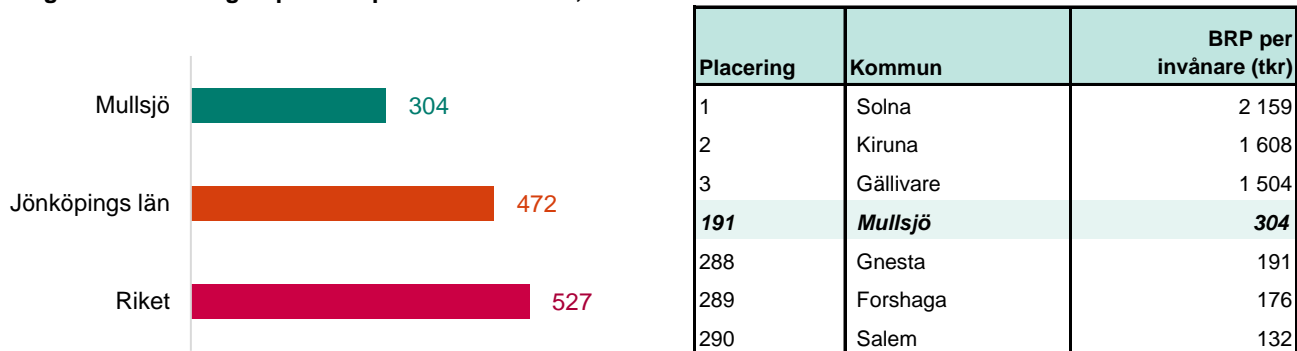 Mullsjö 304
Jönköpings län 472
Riket 527
Placering Kommun BRP per invånare (tkr)
1 Solna 2 159
2 Kiruna 1 608
3 Gällivare 1 504
191 Mullsjö 304
288 Gnesta 191
289 Forshaga 176
290 Salem 132